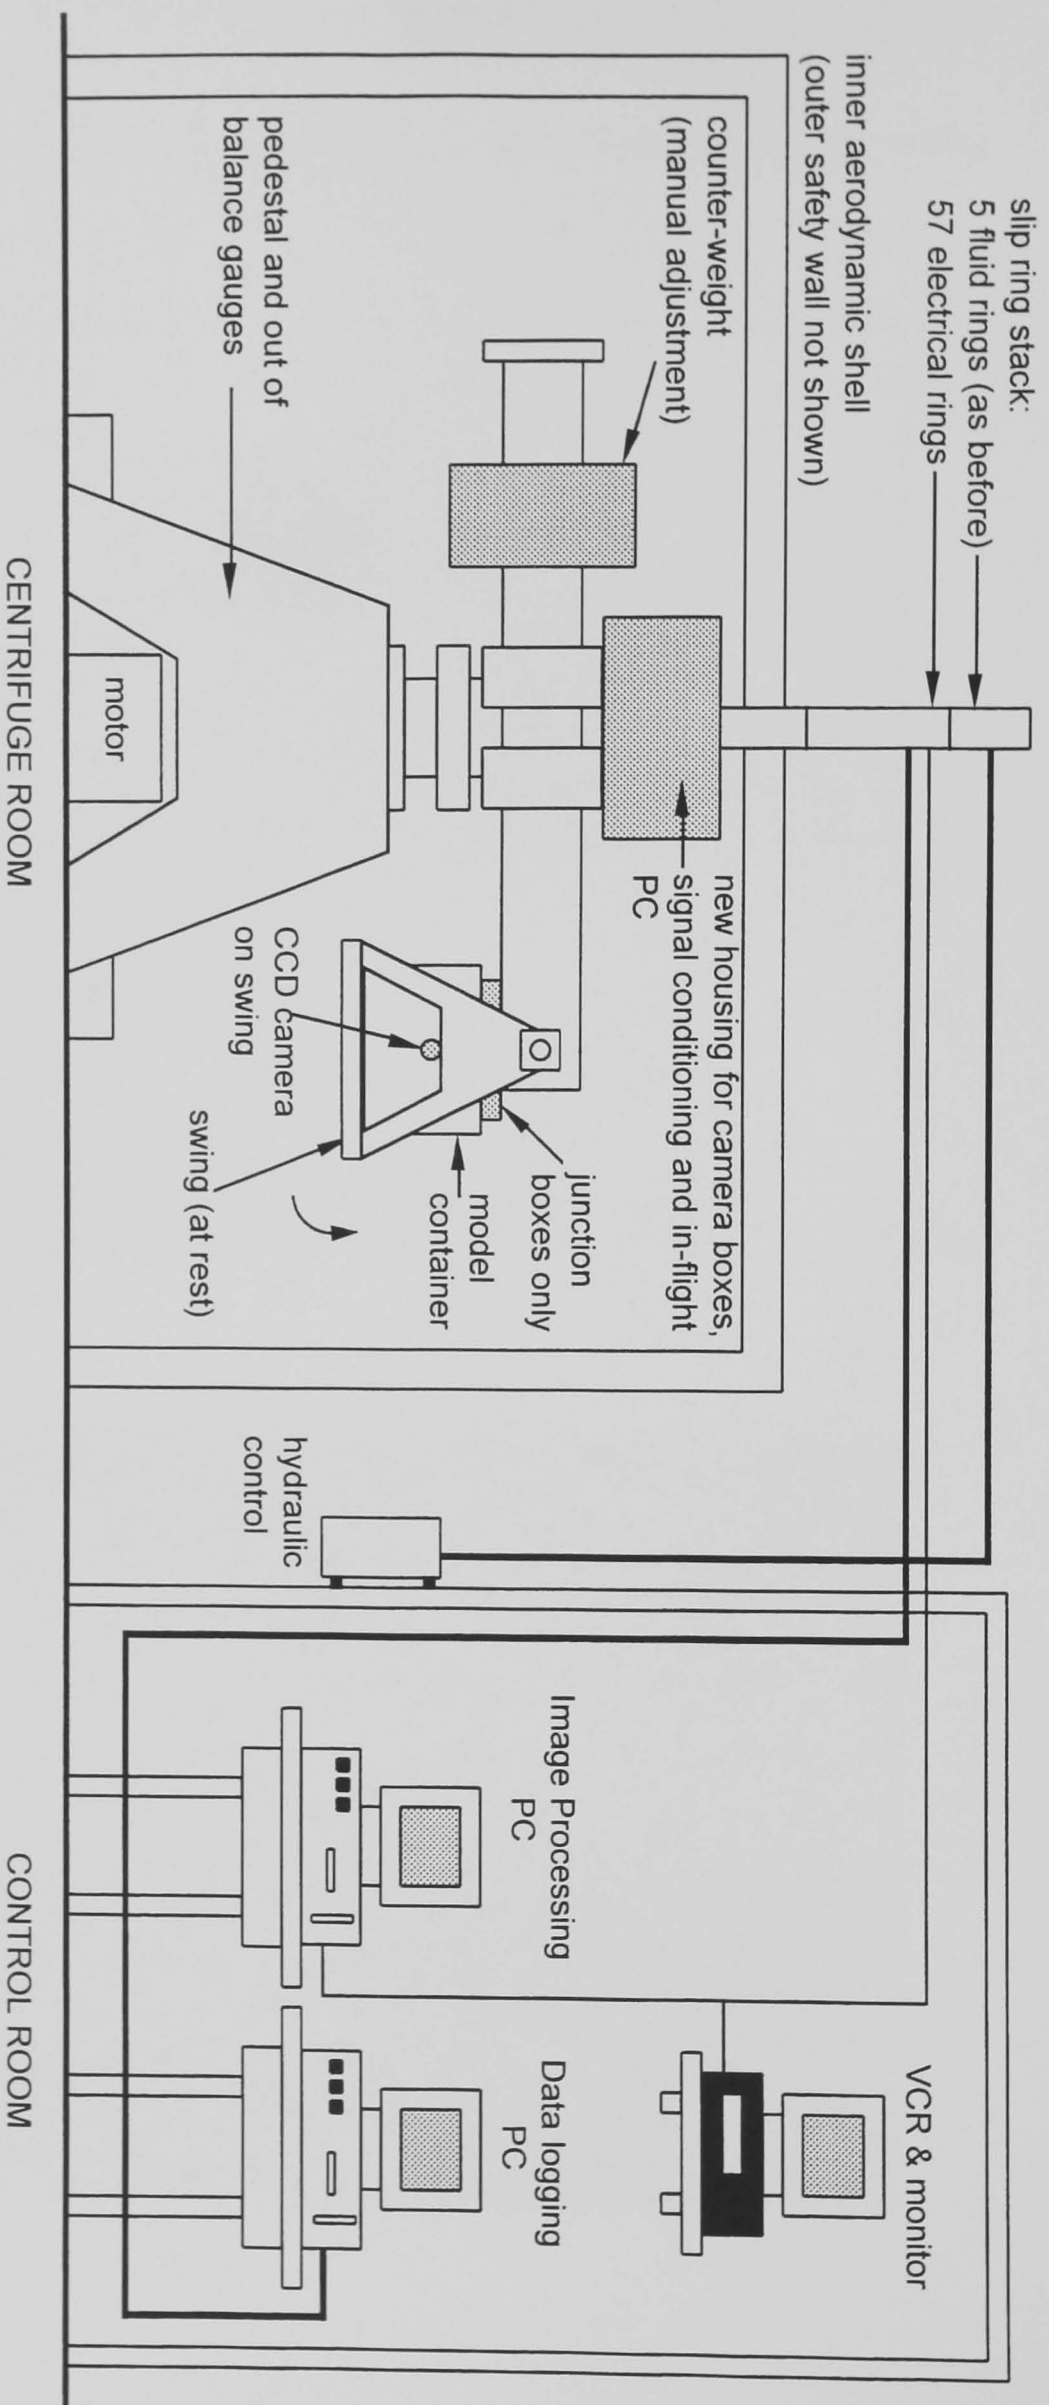 slip ring stack:
5 fluid rings (as before)
57 electrical rings
inner aerodynamic shell
(outer safety wall not shown)
counter-weight
(manual adjustment)
pedestal and out of
balance gauges
motor
new housing for camera boxes,
signal conditioning and in-flight
PC
junction
boxes only
model
container
CCD camera
on swing
swing (at rest)
CENTRIFUGE ROOM
hydraulic
control
VCR & monitor
Image Processing
PC
Data logging
PC
CONTROL ROOM